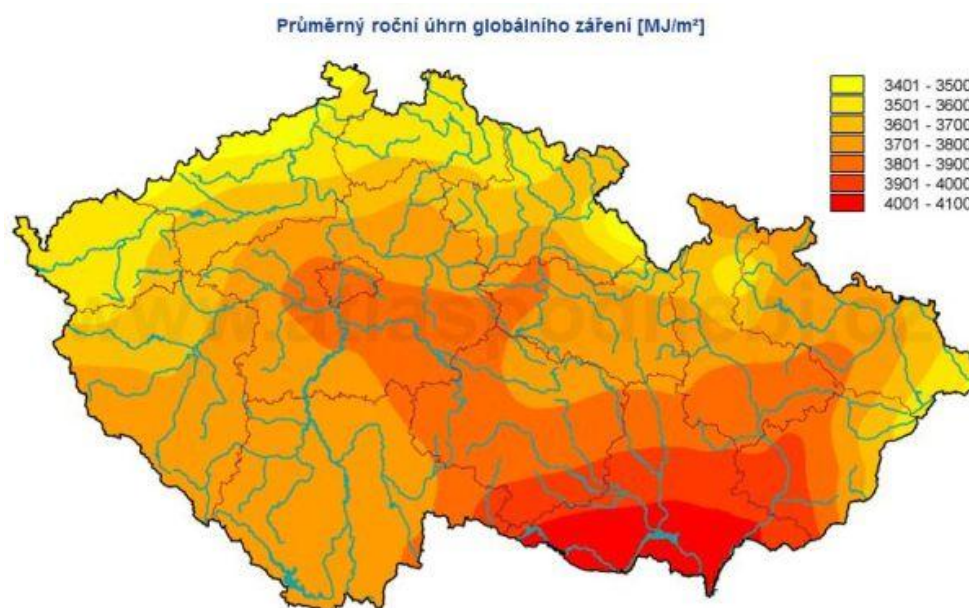 Průměrný roční úhrn globálního záření [MJ/m²]
3401 - 3500
3501 - 3600
3601 - 3700
3701 - 3800
3801 - 3900
3901 - 4000
4001 - 4100